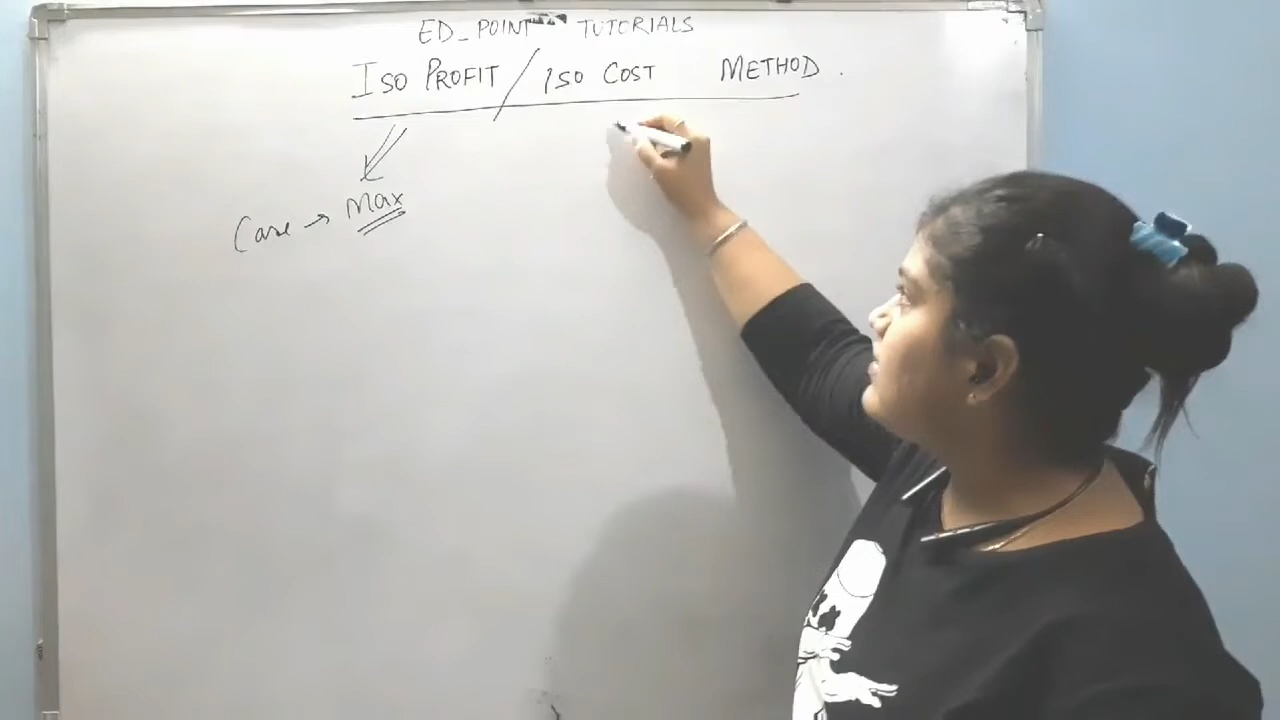 ED_POINT TUTORIALS
ISO PROFIT / ISO COST METHOD.
Case → Max